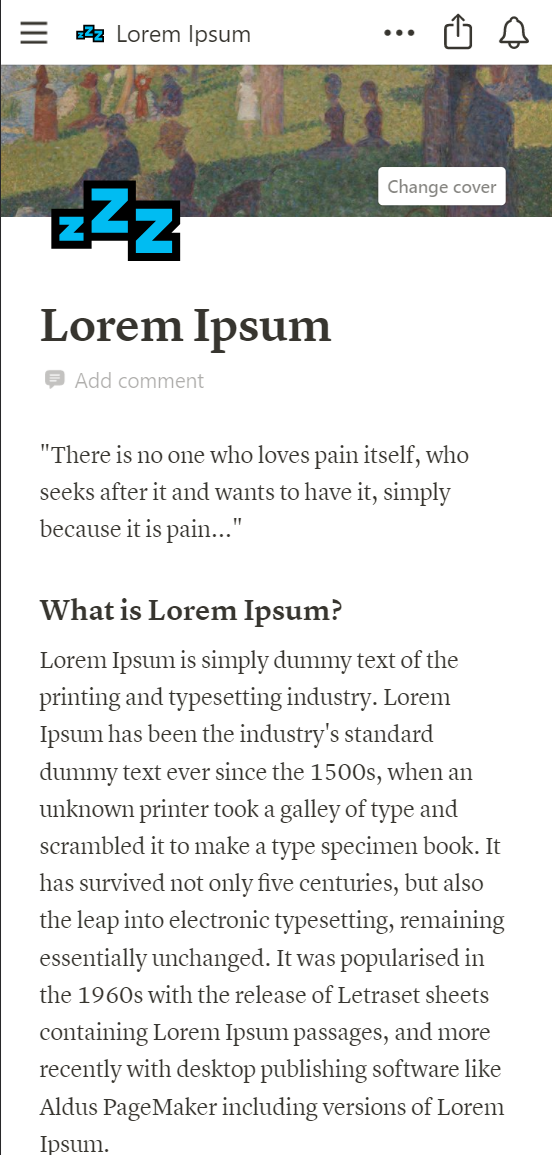 Lorem Ipsum
Change cover
zZZ
Lorem Ipsum
Add comment
"There is no one who loves pain itself, who
seeks after it and wants to have it, simply
because it is pain..."
What is Lorem Ipsum?
Lorem Ipsum is simply dummy text of the
printing and typesetting industry. Lorem
Ipsum has been the industry's standard
dummy text ever since the 1500s, when an
unknown printer took a galley of type and
scrambled it to make a type specimen book. It
has survived not only five centuries, but also
the leap into electronic typesetting, remaining
essentially unchanged. It was popularised in
the 1960s with the release of Letraset sheets
containing Lorem Ipsum passages, and more
recently with desktop publishing software like
Aldus PageMaker including versions of Lorem
Ipsum.